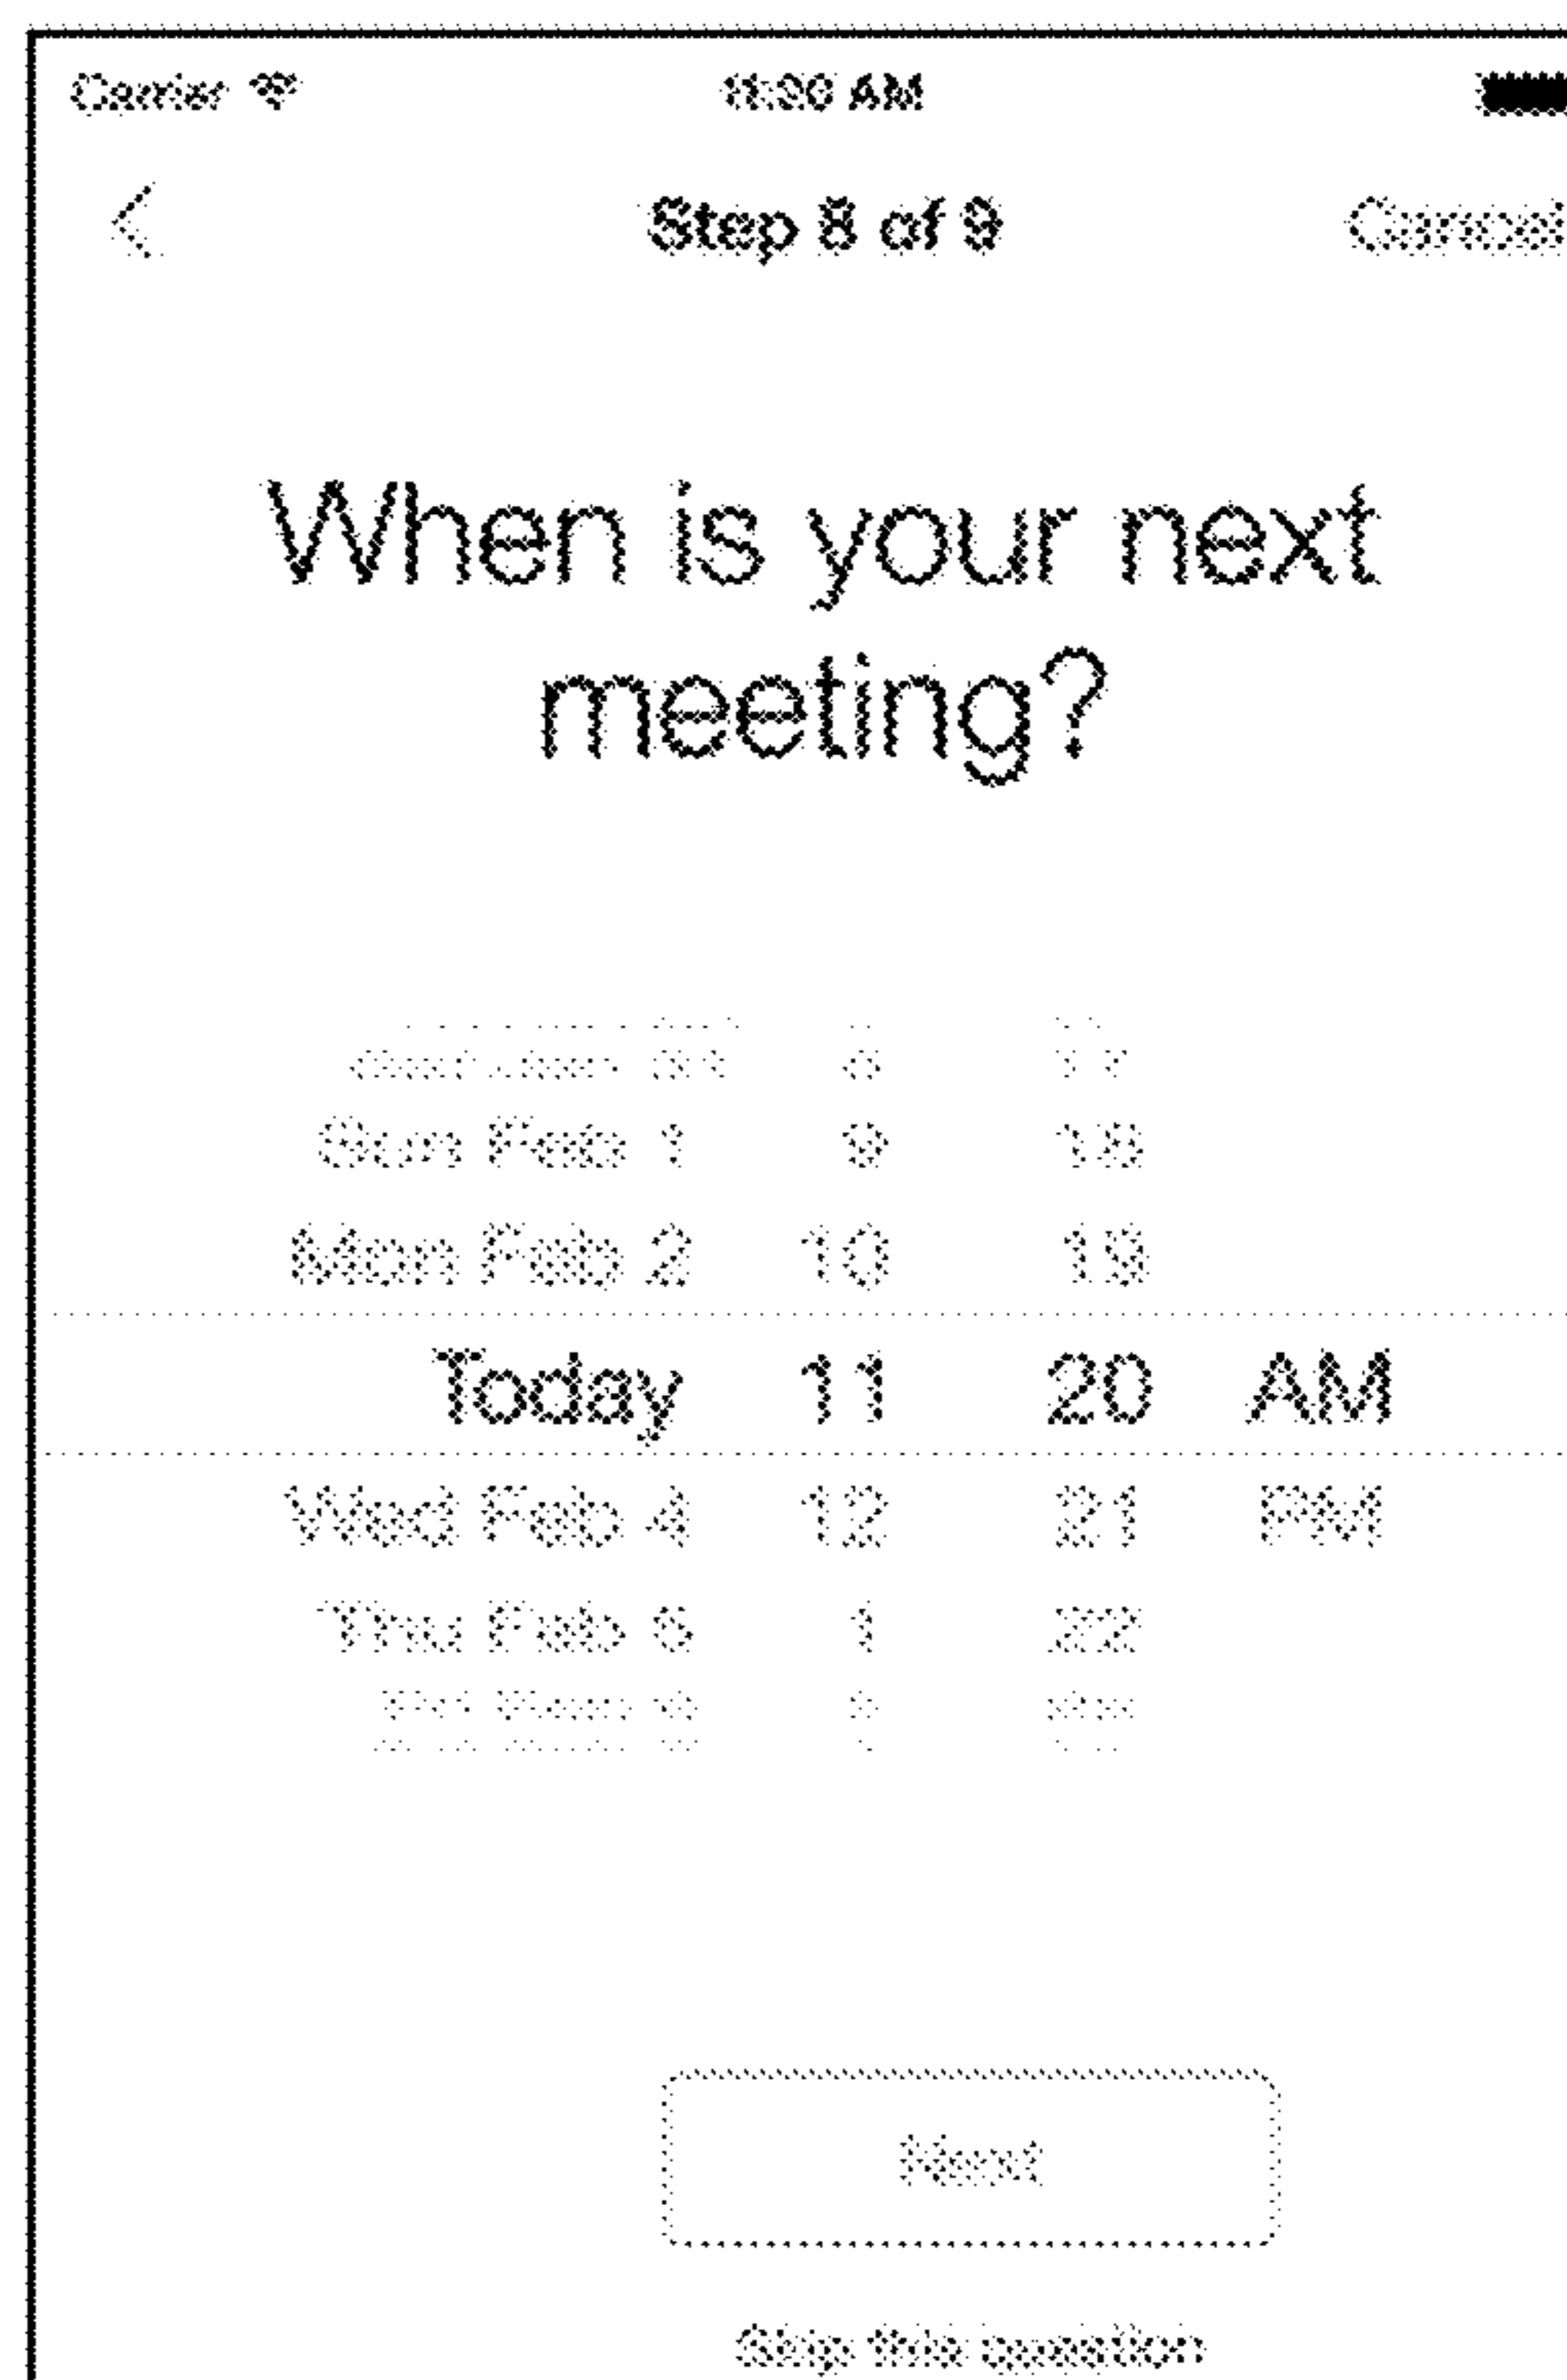 Carrier 11:30 AM
Step 8 of 9 Cancel
When is your next
meeting?
Sun Feb 1 9 18
Mon Feb 2 10 19
Today 11 20 AM
Wed Feb 4 12 21 PM
Thu Feb 5 1 22
Next
Skip this question